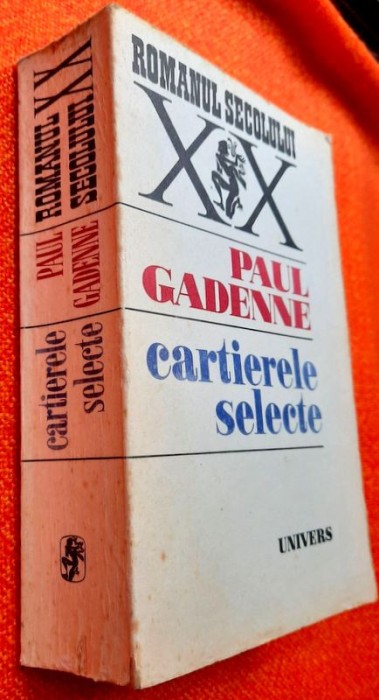 ROMANUL
SECOLULUI
XX
PAUL
GADENNE
cartierele
selecte
ROMANUL SECOLULUI
XX
PAUL
GADENNE
cartierele
selecte
UNIVERS